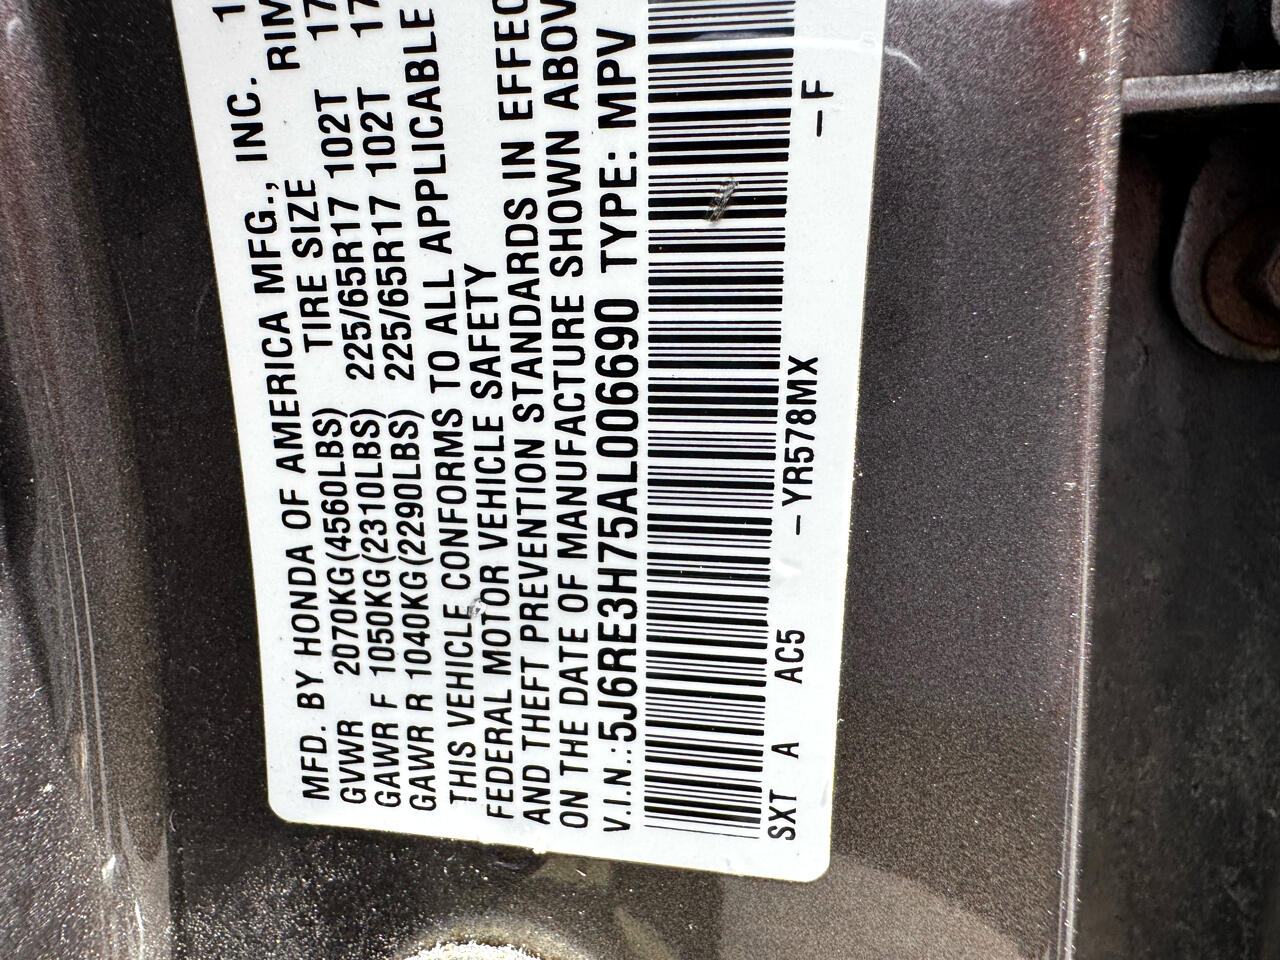 MFD. BY HONDA OF AMERICA MFG., INC. 1
TIRE SIZE RIM
GVWR 2070KG(4560LBS)
GAWR F 1050KG(2310LBS) 225/65R17 102T 17
GAWR R 1040KG(2290LBS) 225/65R17 102T 17
THIS VEHICLE CONFORMS TO ALL APPLICABLE
FEDERAL MOTOR VEHICLE SAFETY
AND THEFT PREVENTION STANDARDS IN EFFEC
ON THE DATE OF MANUFACTURE SHOWN ABOV
V.I.N.:5J6RE3H75AL006690 TYPE: MPV
SXT A AC5 –YR578MX –F